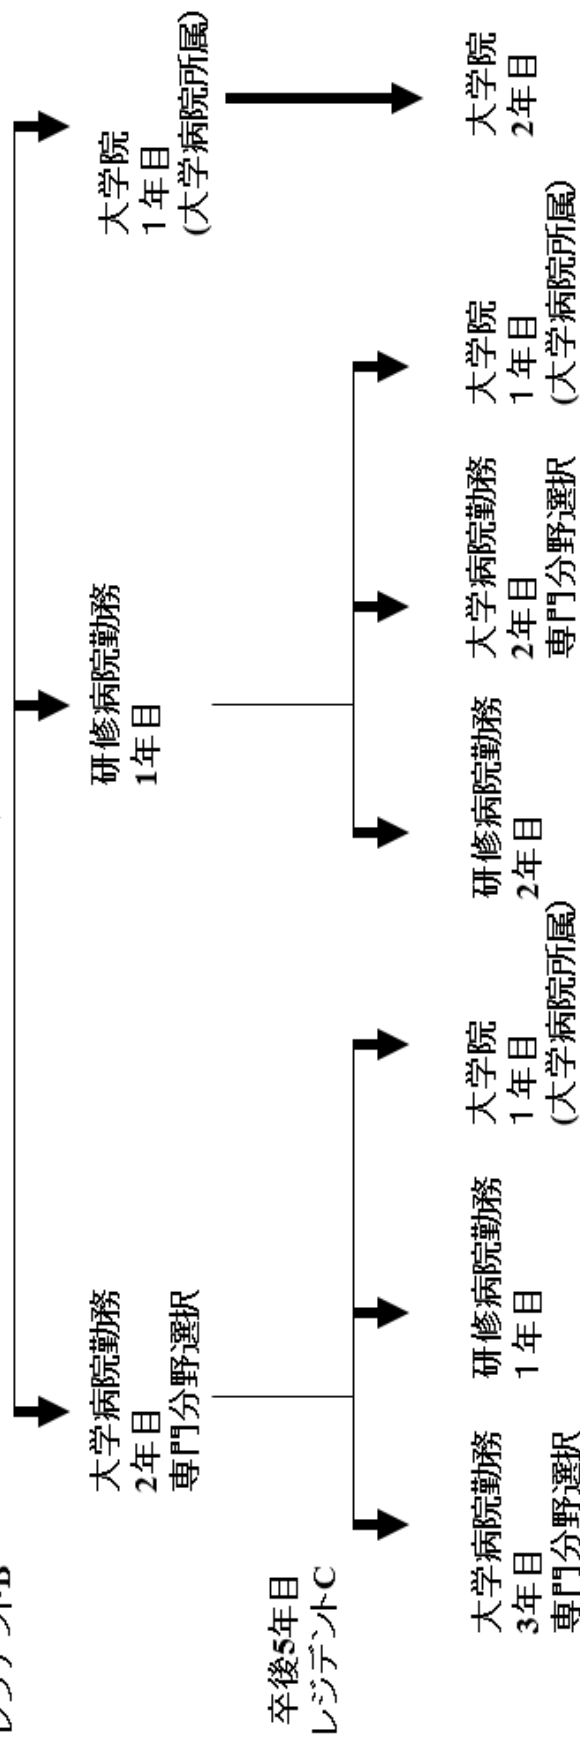 レジデントB
大学病院勤務
2年目
専門分野選択
研修病院勤務
1年目
大学院
１年目
(大学病院所属)
卒後5年目
レジデントC
大学病院勤務
3年目
専門分野選択
研修病院勤務
１年目
大学院
１年目
(大学病院所属)
研修病院勤務
2年目
大学病院勤務
2年目
専門分野選択
大学院
１年目
(大学病院所属)
大学院
2年目